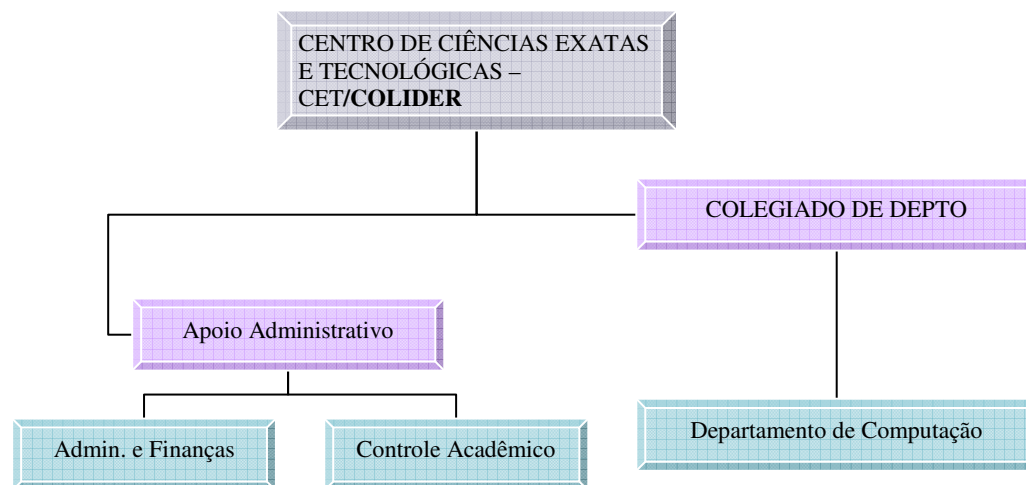 CENTRO DE CIÊNCIAS EXATAS
E TECNOLÓGICAS –
CET/COLIDER
COLEGIADO DE DEPTO
Apoio Administrativo
Admin. e Finanças
Controle Acadêmico
Departamento de Computação